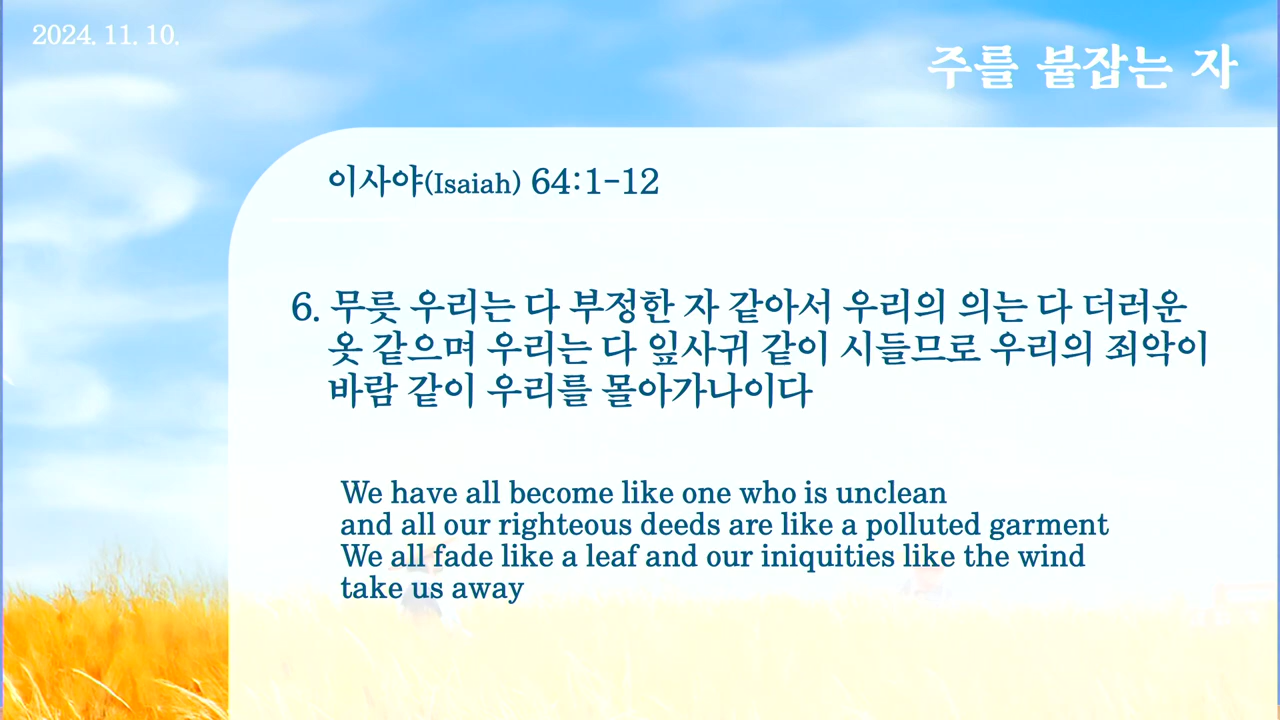 2024. 11. 10.
주를 붙잡는 자
이사야(Isaiah) 64:1-12
6. 무릇 우리는 다 부정한 자 같아서 우리의 의는 다 더러운
옷 같으며 우리는 다 잎사귀 같이 시들므로 우리의 죄악이
바람 같이 우리를 몰아가나이다
We have all become like one who is unclean
and all our righteous deeds are like a polluted garment
We all fade like a leaf and our iniquities like the wind
take us away